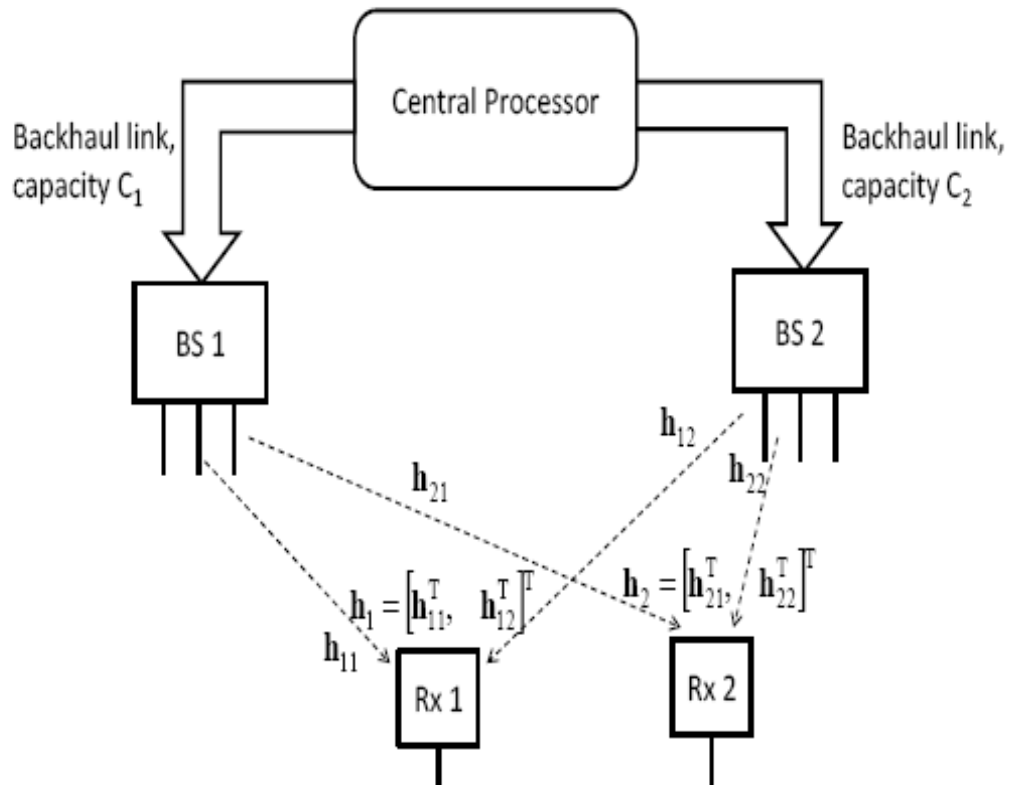 Central Processor
Backhaul link,
capacity C₁
Backhaul link,
capacity C₂
BS 1
BS 2
h₁₂
h₂₂
h₂₁
h₁ = [h₁₁ᵀ, h₁₂ᵀ]ᵀ
h₂ = [h₂₁ᵀ, h₂₂ᵀ]ᵀ
h₁₁
Rx 1
Rx 2